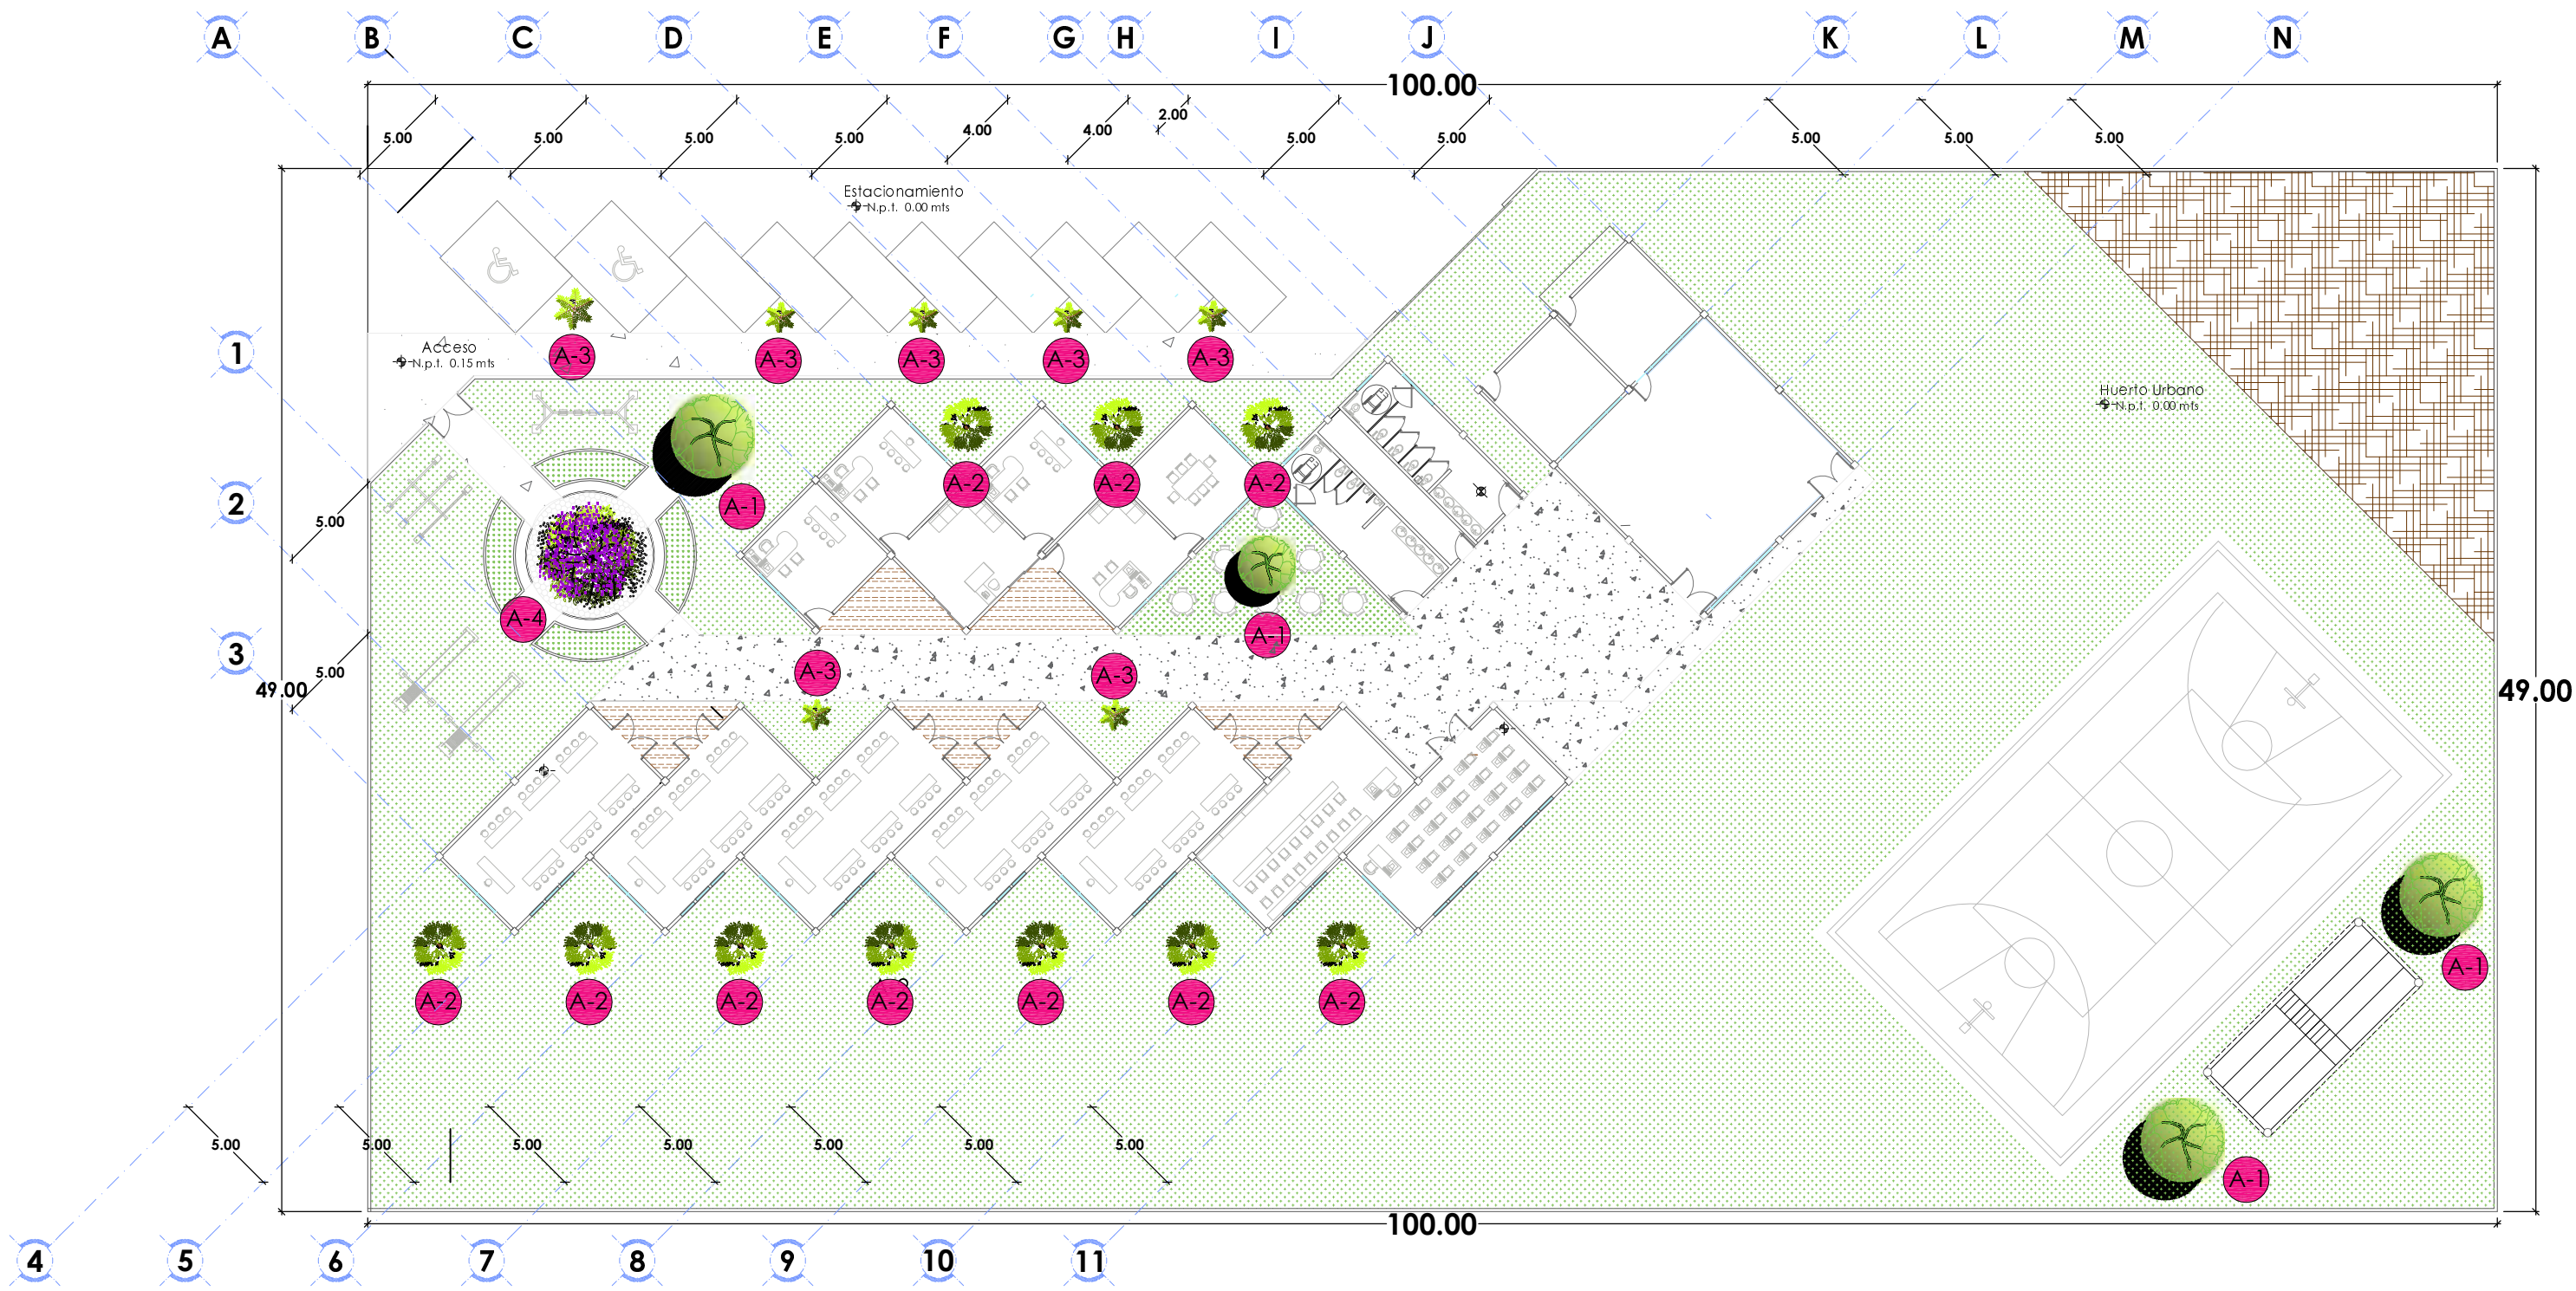 A B C D E F G H I J K L M N
100.00
2.00
5.00 5.00 5.00 5.00 4.00 4.00 5.00 5.00 5.00 5.00 5.00
Estacionamiento
N.p.t. 0.00 mts
1
Acceso
N.p.t. 0.15 mts
A-3 A-3 A-3 A-3 A-3
Huerto Urbano
N.p.t. 0.00 mts
2
A-1 A-2 A-2 A-2
5.00
A-4
A-1
3
5.00
A-3 A-3
49.00 49.00
A-1
A-2 A-2 A-2 A-2 A-2 A-2 A-2
5.00 5.00 5.00 5.00 5.00 5.00 5.00
A-1
100.00
4 5 6 7 8 9 10 11